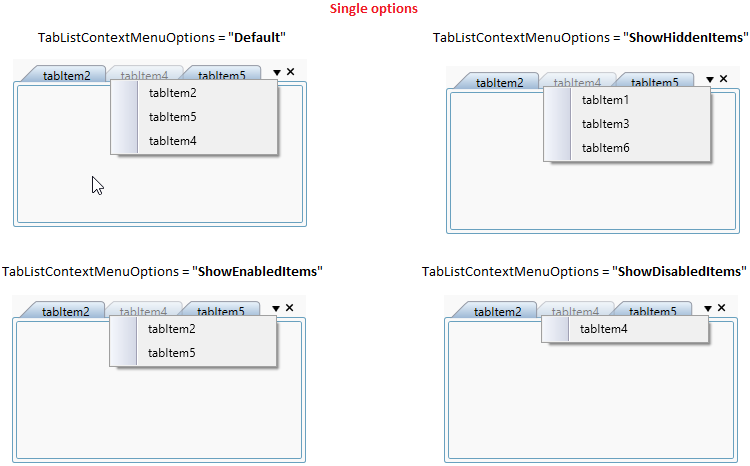 Single options
TabListContextMenuOptions = "Default"
tabItem2 tabItem4 tabItem5
tabItem2
tabItem5
tabItem4
TabListContextMenuOptions = "ShowHiddenItems"
tabItem2 tabItem4 tabItem5
tabItem1
tabItem3
tabItem6
TabListContextMenuOptions = "ShowEnabledItems"
tabItem2 tabItem4 tabItem5
tabItem2
tabItem5
TabListContextMenuOptions = "ShowDisabledItems"
tabItem2 tabItem4 tabItem5
tabItem4